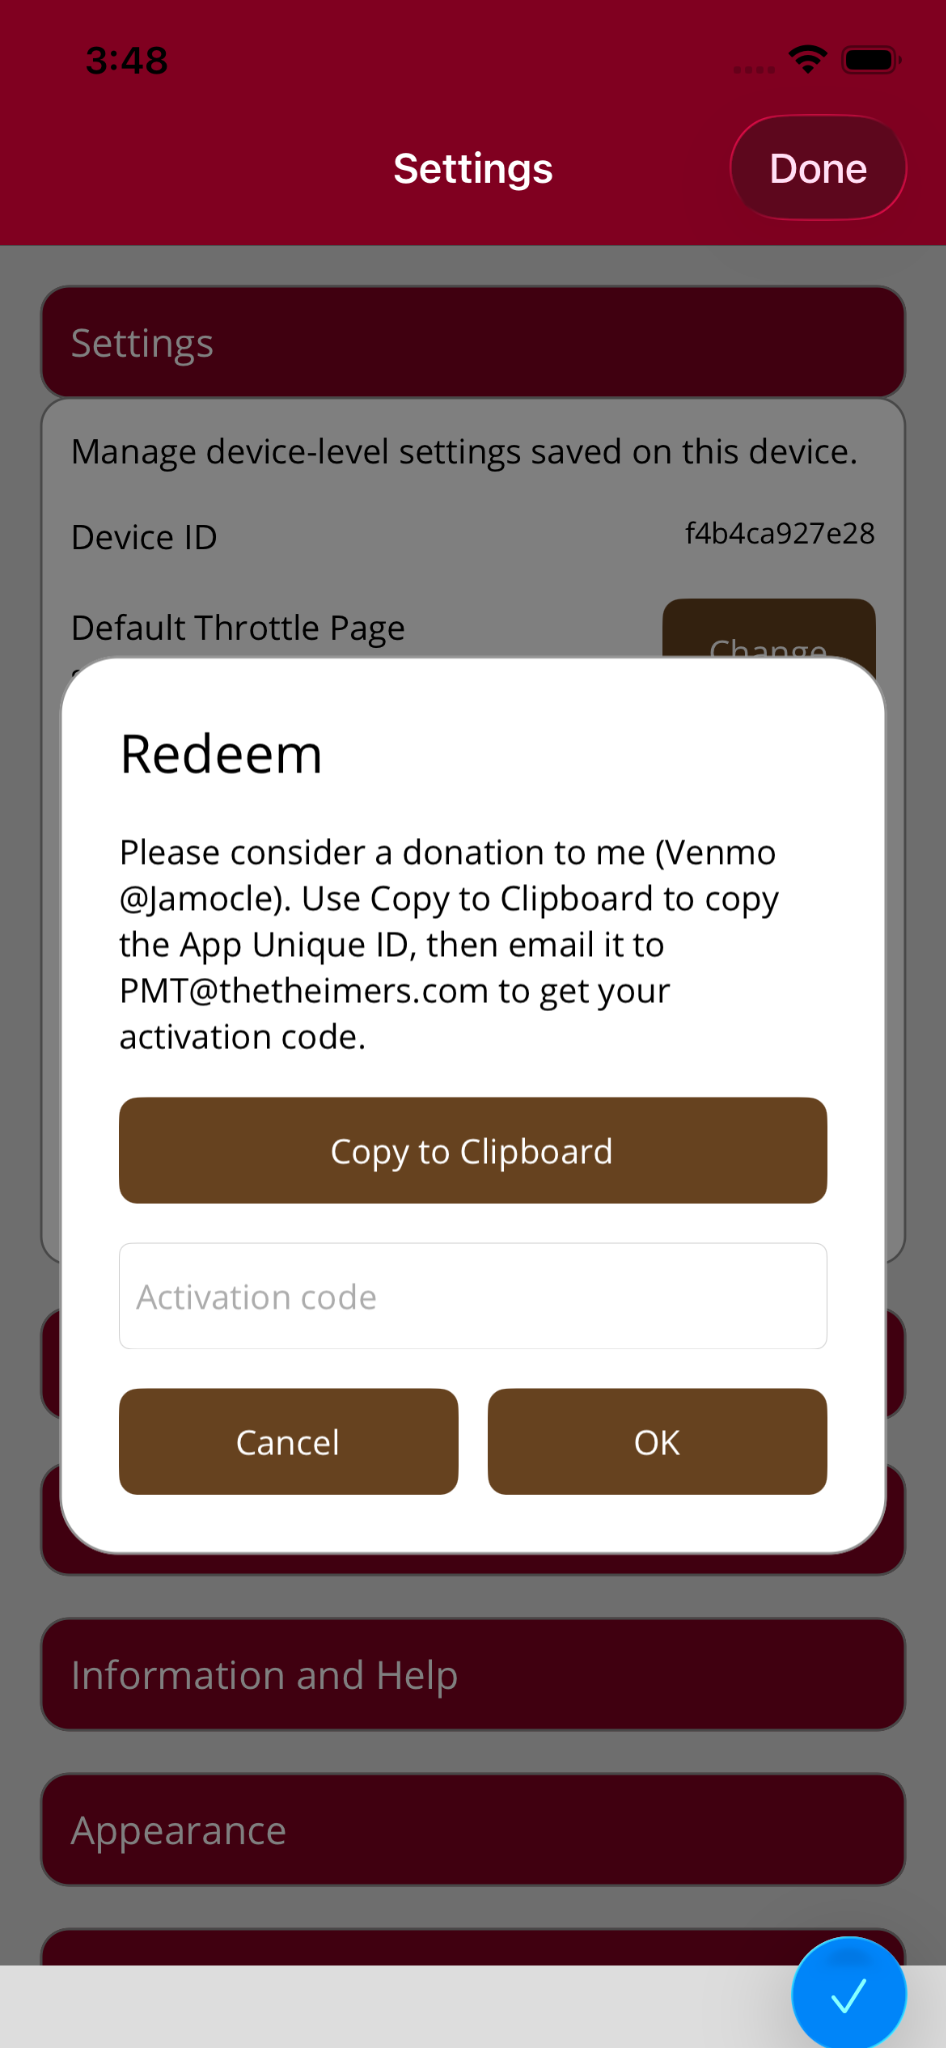 3:48
Settings
Done
Settings
Manage device-level settings saved on this device.
Device ID
f4b4ca927e28
Default Throttle Page
Change
Redeem
Please consider a donation to me (Venmo
@Jamocle). Use Copy to Clipboard to copy
the App Unique ID, then email it to
PMT@thetheimers.com to get your
activation code.
Copy to Clipboard
Activation code
Cancel
OK
Information and Help
Appearance